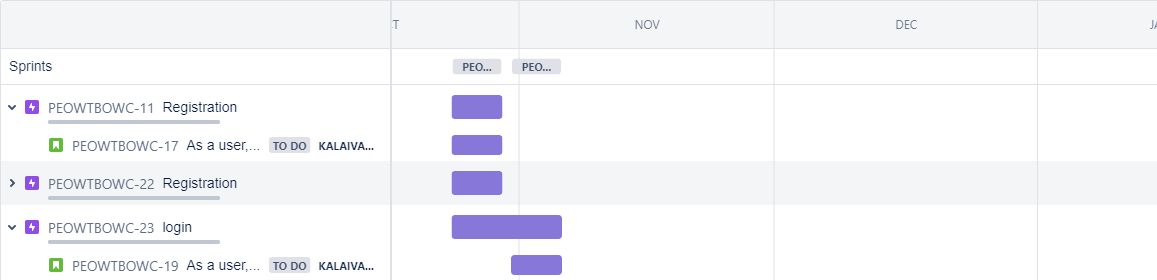 T NOV DEC JA
Sprints PEO... PEO...
PEOWTBOWC-11 Registration
PEOWTBOWC-17 As a user,... TO DO KALAIVA...
PEOWTBOWC-22 Registration
PEOWTBOWC-23 login
PEOWTBOWC-19 As a user,... TO DO KALAIVA...